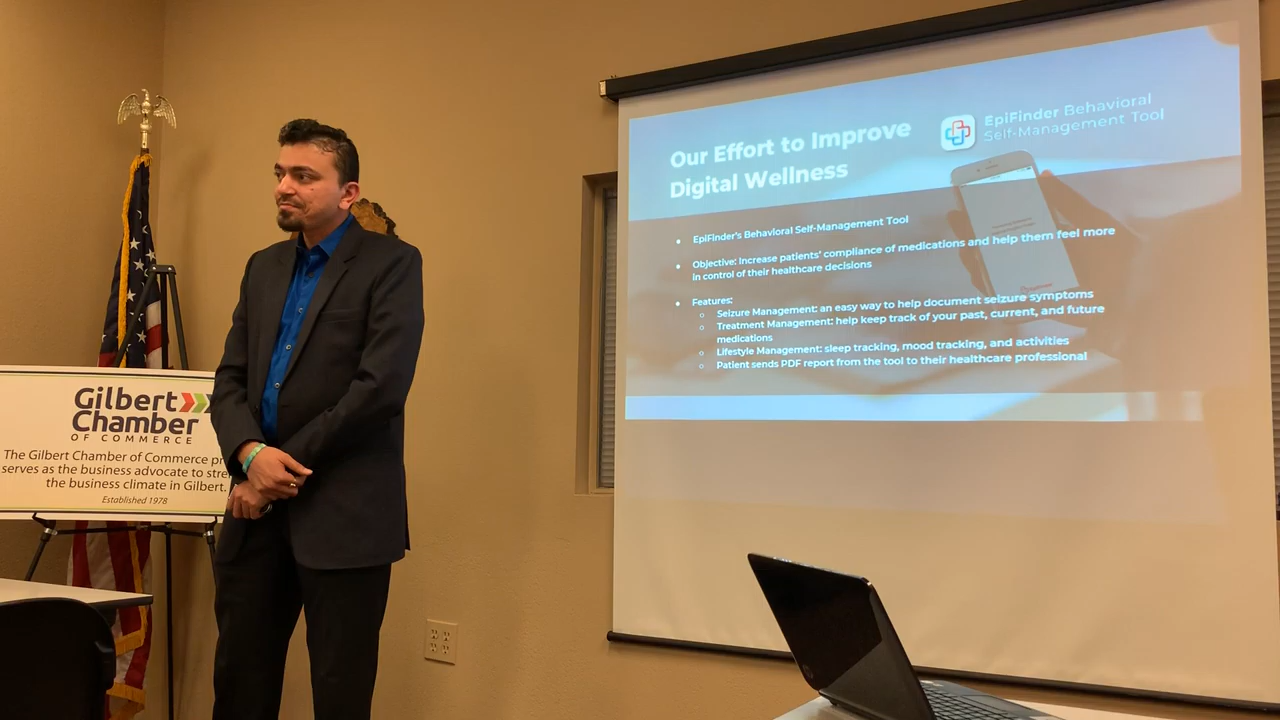 Gilbert
Chamber
OF COMMERCE
The Gilbert Chamber of Commerce
serves as the business advocate to
the business climate in Gilbert.
Established 1978
Our Effort to Improve
Digital Wellness
EpiFinder Behavioral
Self-Management Tool
• EpiFinder's Behavioral Self-Management Tool
• Objective: Increase patients' compliance of medications and help them feel more
in control of their healthcare decisions
• Features:
○ Seizure Management: an easy way to help document seizure symptoms
○ Treatment Management: help keep track of your past, current, and future
medications
○ Lifestyle Management: sleep tracking, mood tracking, and activities
○ Patient sends PDF report from the tool to their healthcare professional